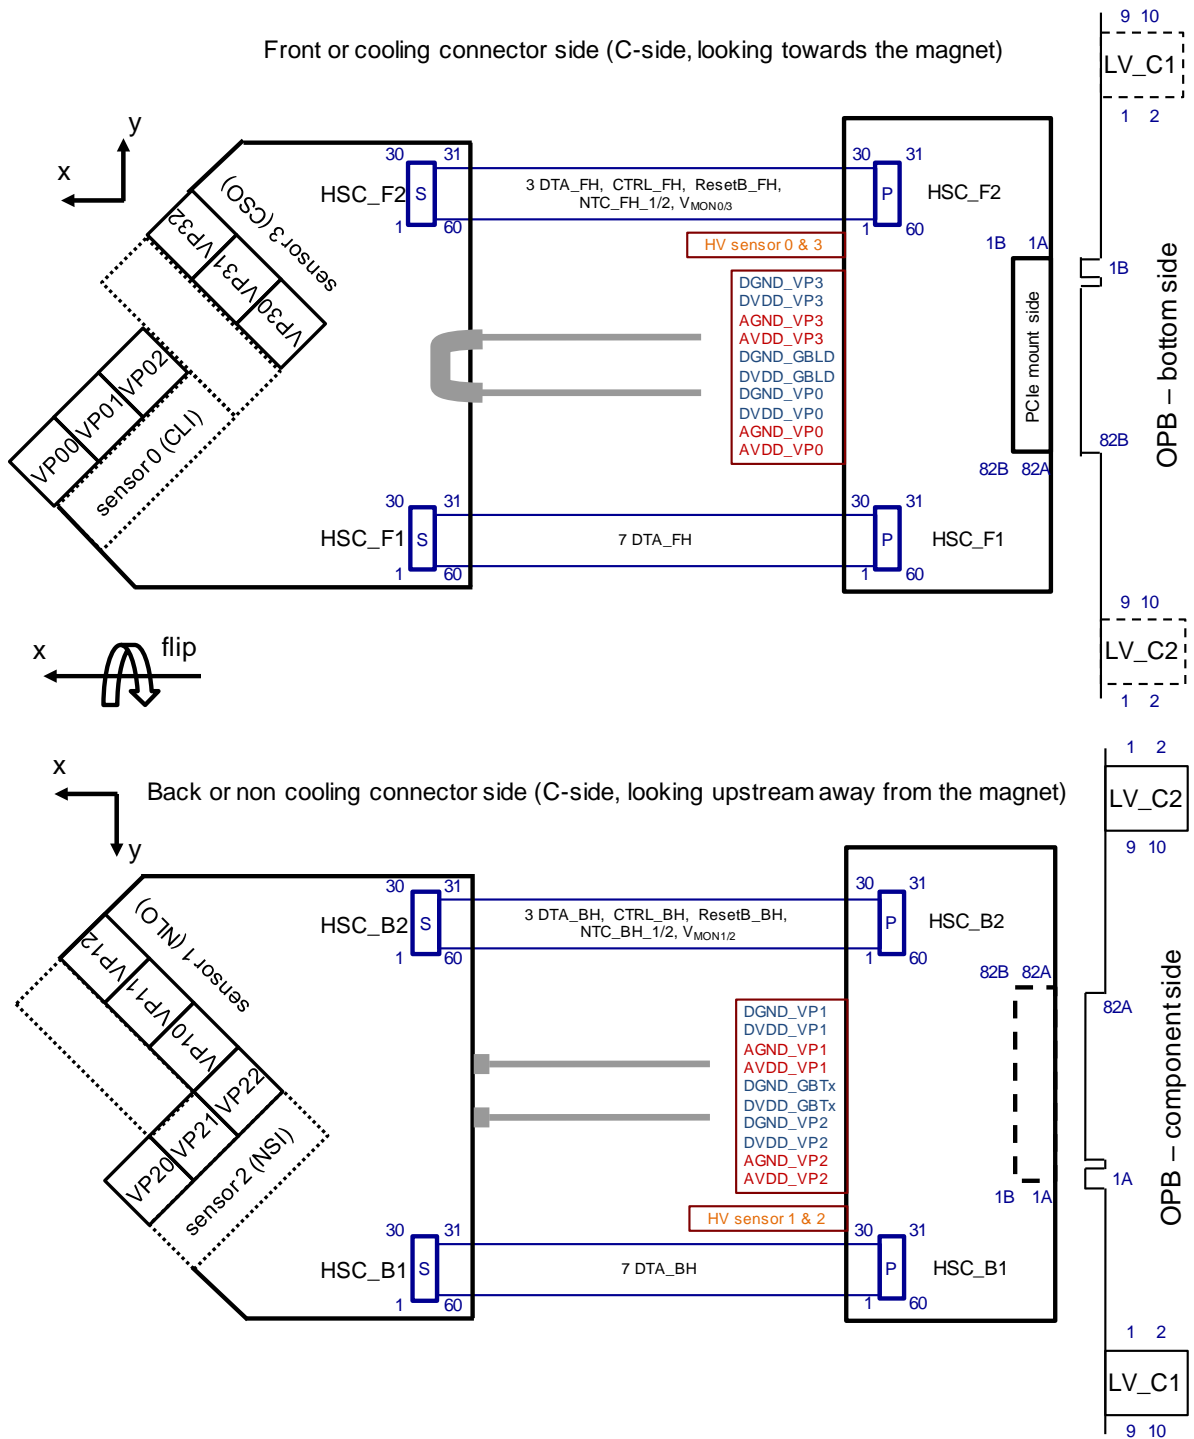 9 10
Front or cooling connector side (C-side, looking towards the magnet)
LV_C1
1 2
y
x
30 31
30 31
sensor 3 (CSO)
HSC_F2
S
3 DTA_FH, CTRL_FH, ResetB_FH,
NTC_FH_1/2, VMON0/3
P
HSC_F2
VP32
VP31
VP30
1 60
1 60
HV sensor 0 & 3
1B 1A
1B
DGND_VP3
DVDD_VP3
AGND_VP3
AVDD_VP3
DGND_GBLD
DVDD_GBLD
DGND_VP0
DVDD_VP0
AGND_VP0
AVDD_VP0
PCIe mount side
OPB – bottom side
VP02
VP01
VP00
sensor 0 (CLI)
82B
82B 82A
30 31
30 31
HSC_F1
S
7 DTA_FH
P
HSC_F1
1 60
1 60
9 10
LV_C2
1 2
x
flip
1 2
x
Back or non cooling connector side (C-side, looking upstream away from the magnet)
LV_C2
y
9 10
30 31
30 31
sensor 1 (NLO)
HSC_B2
S
3 DTA_BH, CTRL_BH, ResetB_BH,
NTC_BH_1/2, VMON1/2
P
HSC_B2
VP12
VP11
VP10
1 60
1 60
82B 82A
82A
DGND_VP1
DVDD_VP1
AGND_VP1
AVDD_VP1
DGND_GBTx
DVDD_GBTx
DGND_VP2
DVDD_VP2
AGND_VP2
AVDD_VP2
OPB – component side
VP22
VP21
VP20
sensor 2 (NSI)
1B 1A
1A
HV sensor 1 & 2
30 31
30 31
HSC_B1
S
7 DTA_BH
P
HSC_B1
1 60
1 60
1 2
LV_C1
9 10